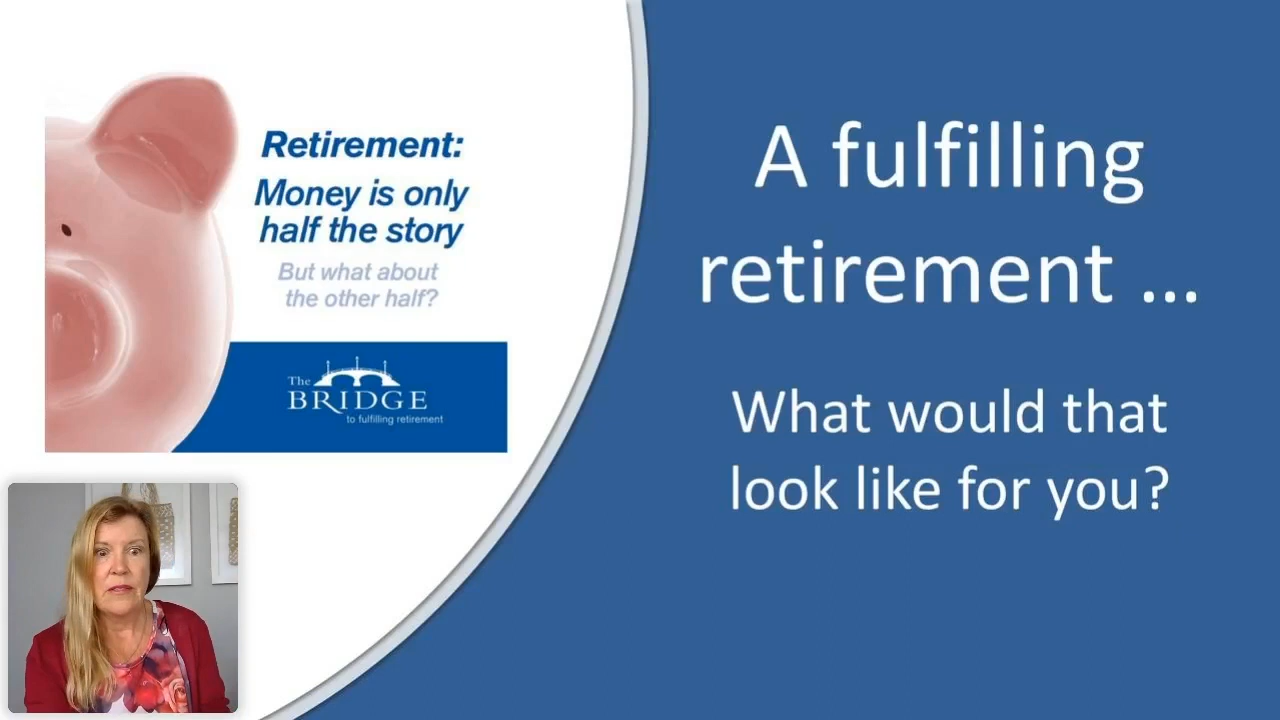 Retirement:
Money is only
half the story
But what about
the other half?
The
BRIDGE
to fulfilling retirement
A fulfilling
retirement ...
What would that
look like for you?